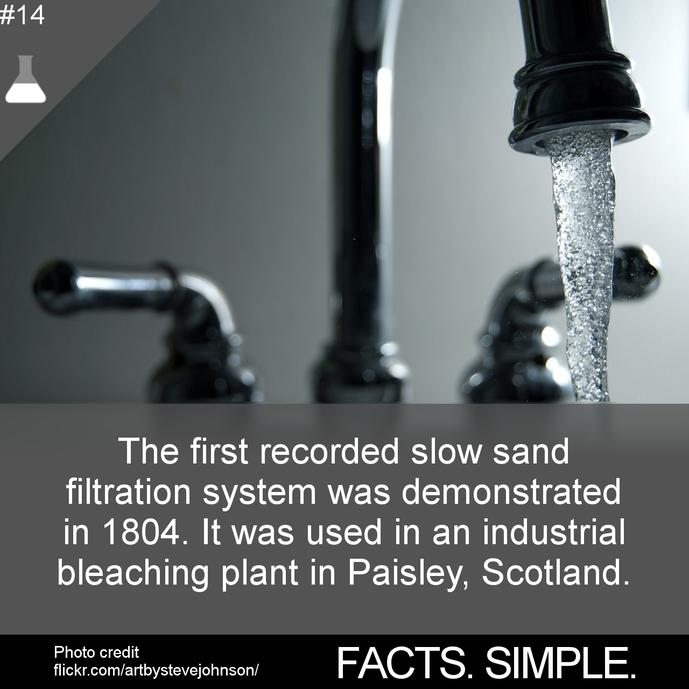 #14
The first recorded slow sand
filtration system was demonstrated
in 1804. It was used in an industrial
bleaching plant in Paisley, Scotland.
Photo credit
flickr.com/artbystevejohnson/
FACTS. SIMPLE.